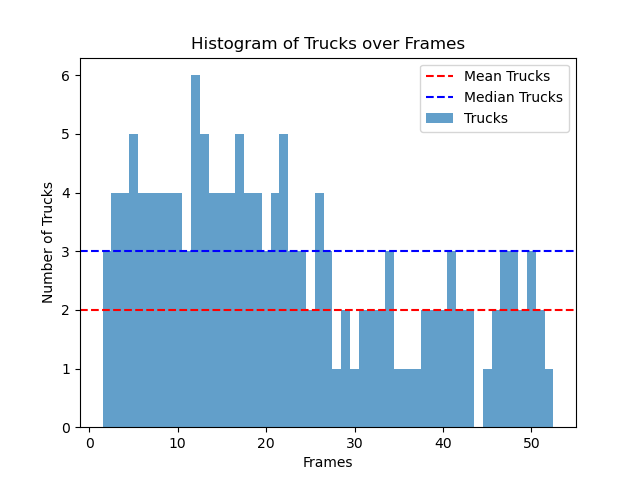 Histogram of Trucks over Frames
Mean Trucks
Median Trucks
Trucks
Number of Trucks
6
5
4
3
2
1
0
0 10 20 30 40 50
Frames